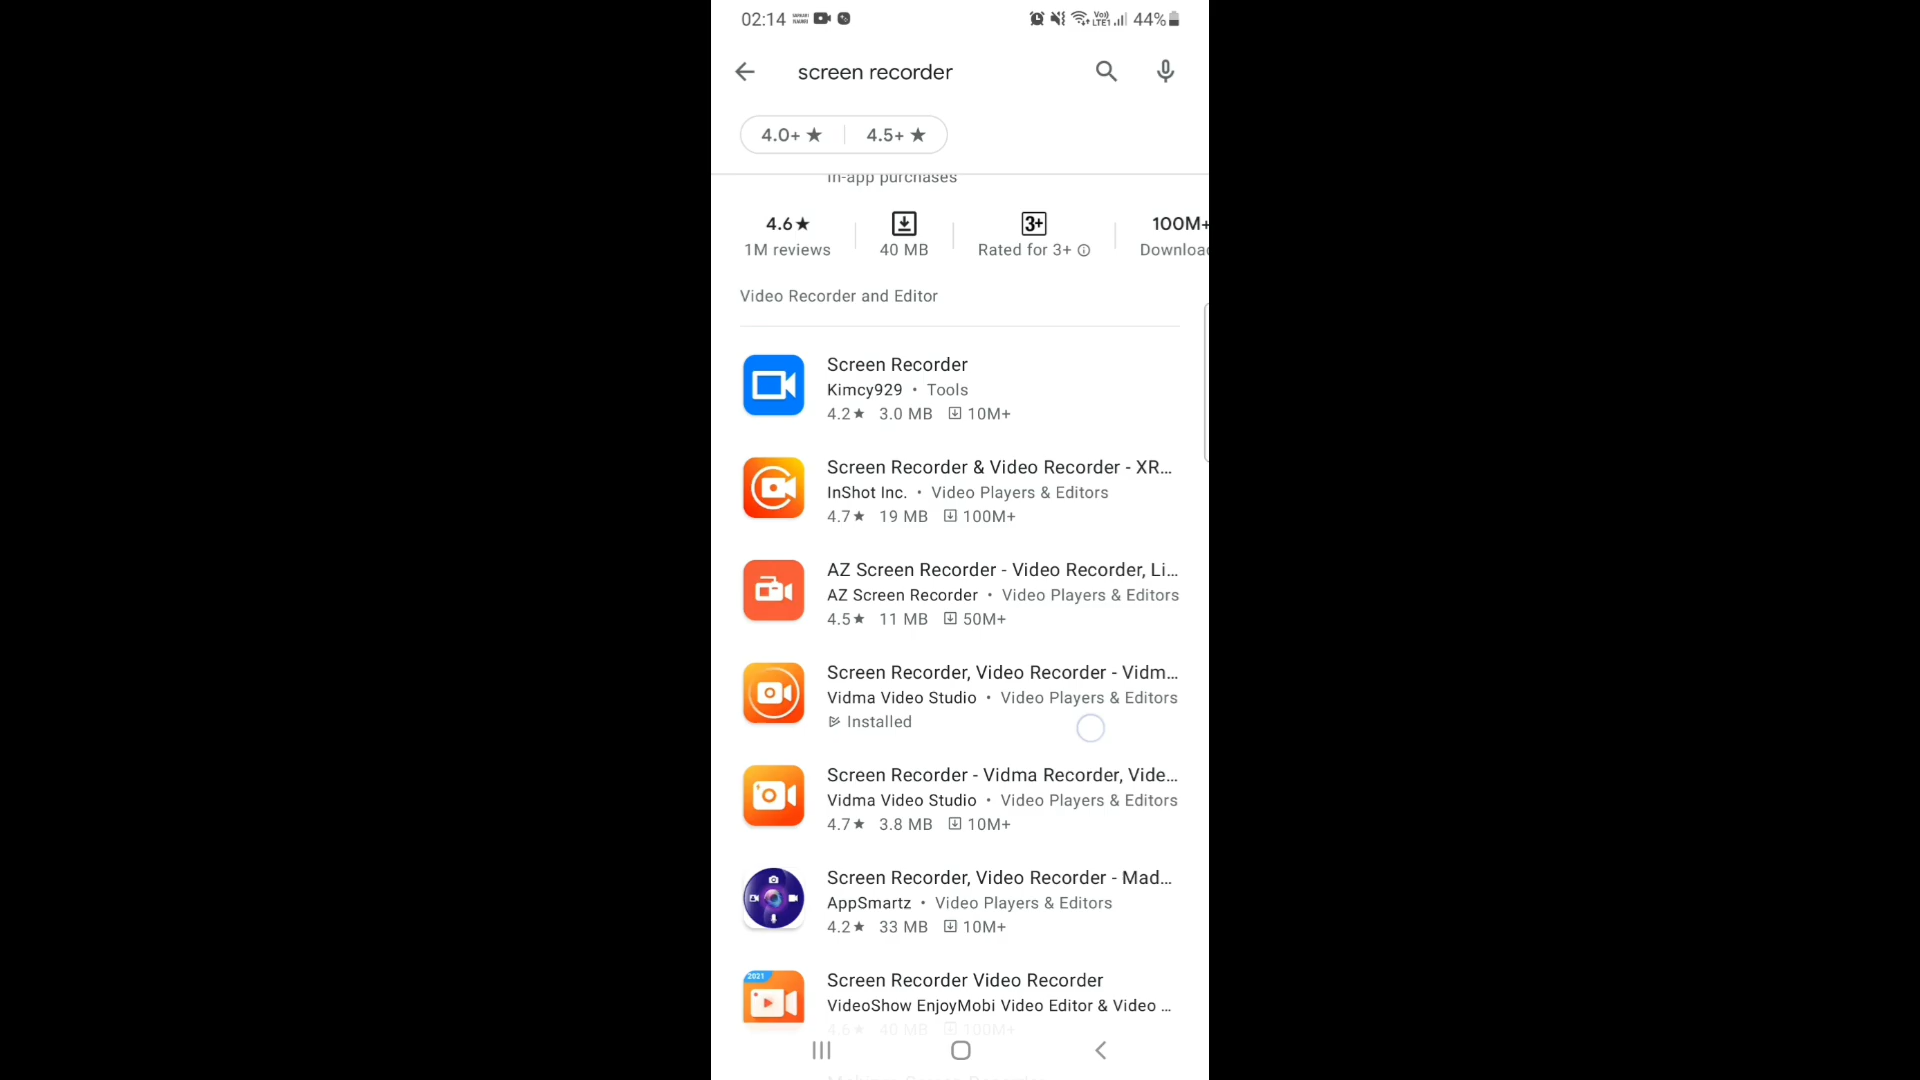 02:14
VoLTE1 44%
screen recorder
4.0+ ★ 4.5+ ★
In-app purchases
4.6★ 3+ 100M+
1M reviews 40 MB Rated for 3+ Downloa
Video Recorder and Editor
Screen Recorder
Kimcy929 • Tools
4.2★ 3.0 MB 10M+
Screen Recorder & Video Recorder - XR...
InShot Inc. • Video Players & Editors
4.7★ 19 MB 100M+
AZ Screen Recorder - Video Recorder, Li...
AZ Screen Recorder • Video Players & Editors
4.5★ 11 MB 50M+
Screen Recorder, Video Recorder - Vidm...
Vidma Video Studio • Video Players & Editors
Installed
Screen Recorder - Vidma Recorder, Vide...
Vidma Video Studio • Video Players & Editors
4.7★ 3.8 MB 10M+
Screen Recorder, Video Recorder - Mad...
AppSmartz • Video Players & Editors
4.2★ 33 MB 10M+
2021
Screen Recorder Video Recorder
VideoShow EnjoyMobi Video Editor & Video ...
4.6★ 40 MB 100M+